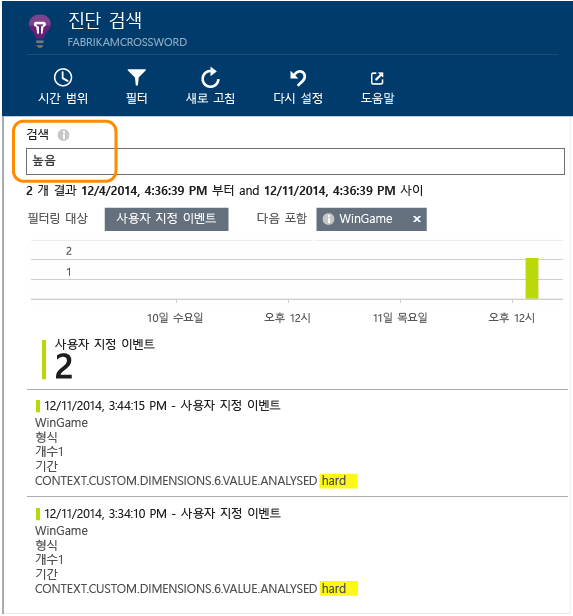 진단 검색
FABRIKAMCROSSWORD
시간 범위 필터 새로 고침 다시 설정 도움말
검색
높음
2 개 결과 12/4/2014, 4:36:39 PM 부터 and 12/11/2014, 4:36:39 PM 사이
필터링 대상 사용자 지정 이벤트 다음 포함 WinGame ×
2
1
10일 수요일 오후 12시 11일 목요일 오후 12시
사용자 지정 이벤트
2
12/11/2014, 3:44:15 PM - 사용자 지정 이벤트
WinGame
형식
개수1
기간
CONTEXT.CUSTOM.DIMENSIONS.6.VALUE.ANALYSED hard
12/11/2014, 3:34:10 PM - 사용자 지정 이벤트
WinGame
형식
개수1
기간
CONTEXT.CUSTOM.DIMENSIONS.6.VALUE.ANALYSED hard